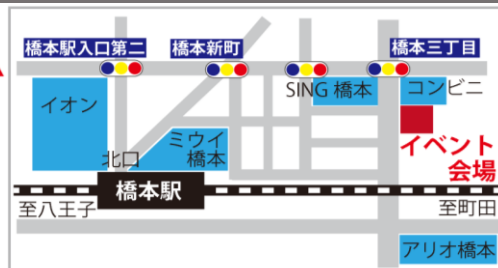 橋本駅入口第二
橋本新町
橋本三丁目
イオン
SING 橋本
コンビニ
ミウイ
橋本
イベント
会場
北口
橋本駅
至八王子
至町田
アリオ橋本